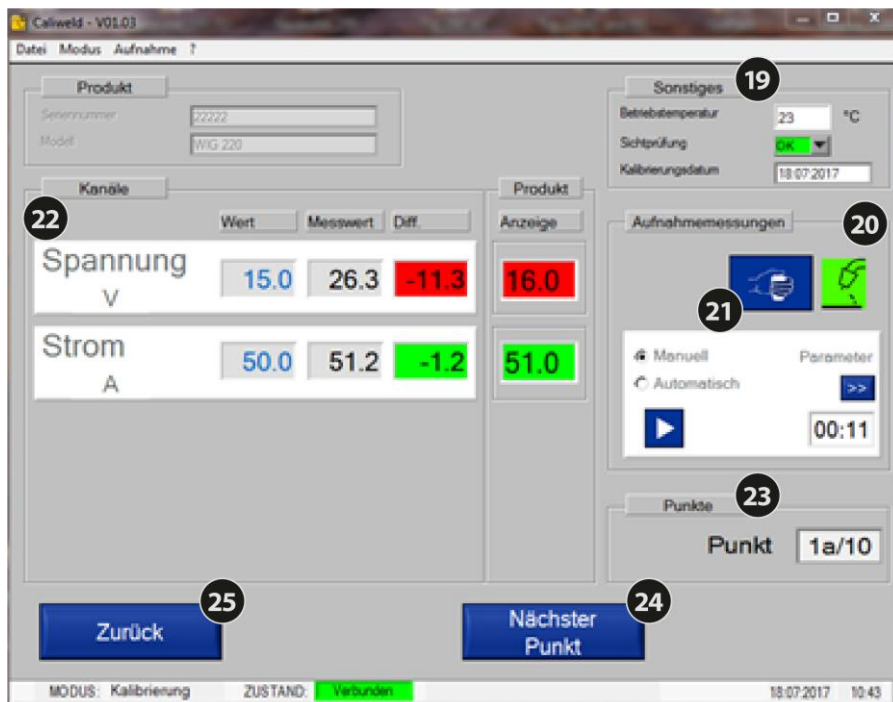 Caliweld - V01.03
Datei Modus Aufnahme ?
Produkt
Seriennummer 22222
Modell WIG 220
Sonstiges 19
Betriebstemperatur 23 °C
Sichtprüfung OK
Kalibrierungsdatum 18:07:2017
22 Kanäle
Wert Messwert Diff.
Spannung 15.0 26.3 -11.3
V
Strom 50.0 51.2 -1.2
A
Produkt
Anzeige
16.0
51.0
Aufnahmemessungen 20
21
Manuell Parameter
Automatisch >>
00:11
Punkte 23
Punkt 1a/10
Zurück 25
Nächster 24
Punkt
MODUS: Kalibrierung ZUSTAND: Verbunden 18:07:2017 10:43